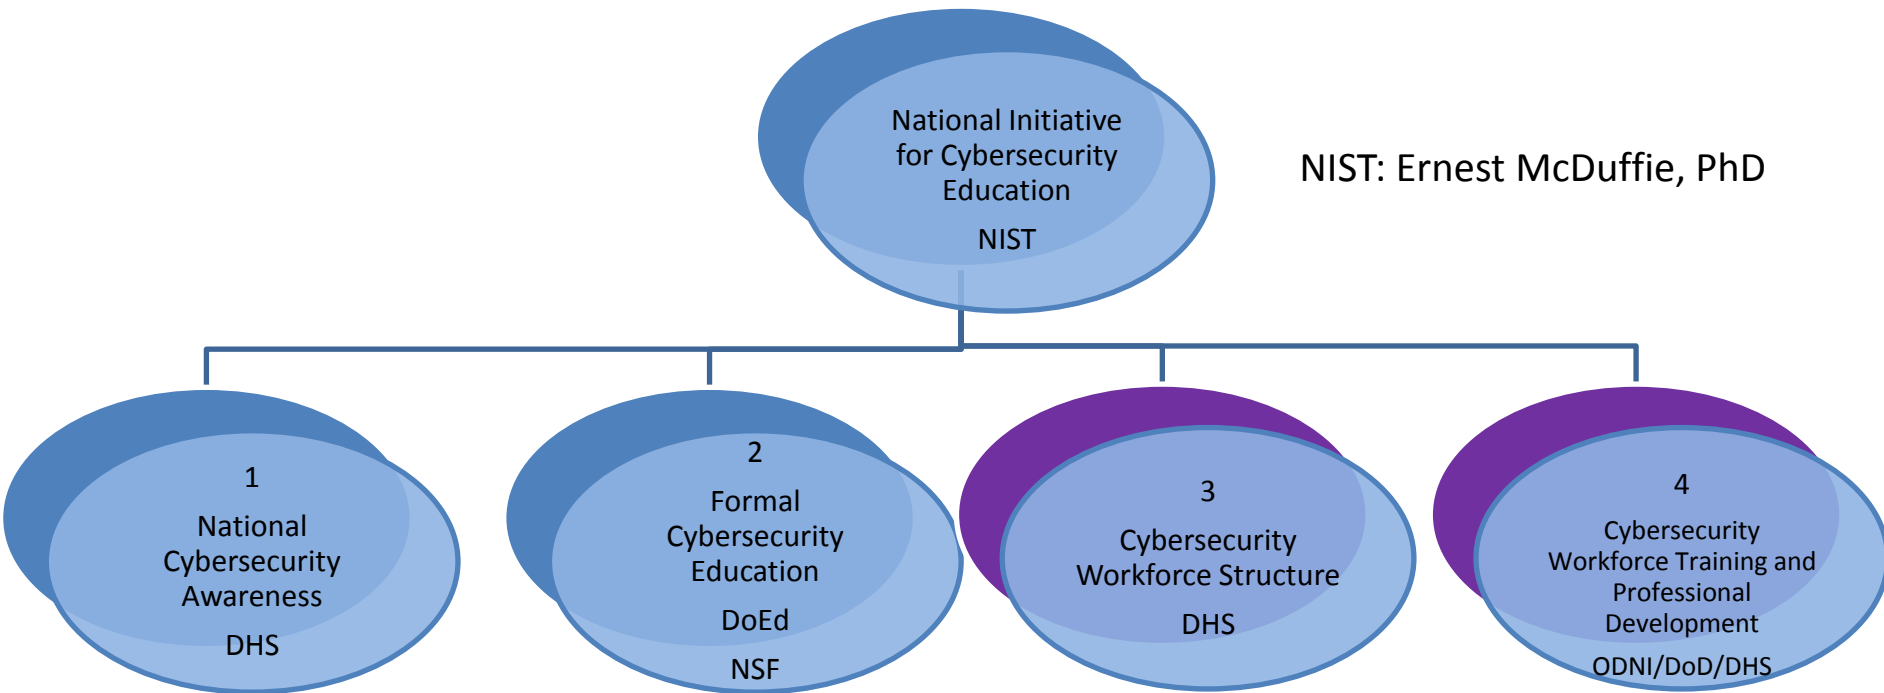 National Initiative
for Cybersecurity
Education
NIST
NIST: Ernest McDuffie, PhD
1
National
Cybersecurity
Awareness
DHS
2
Formal
Cybersecurity
Education
DoEd
NSF
3
Cybersecurity
Workforce Structure
DHS
4
Cybersecurity
Workforce Training and
Professional
Development
ODNI/DoD/DHS